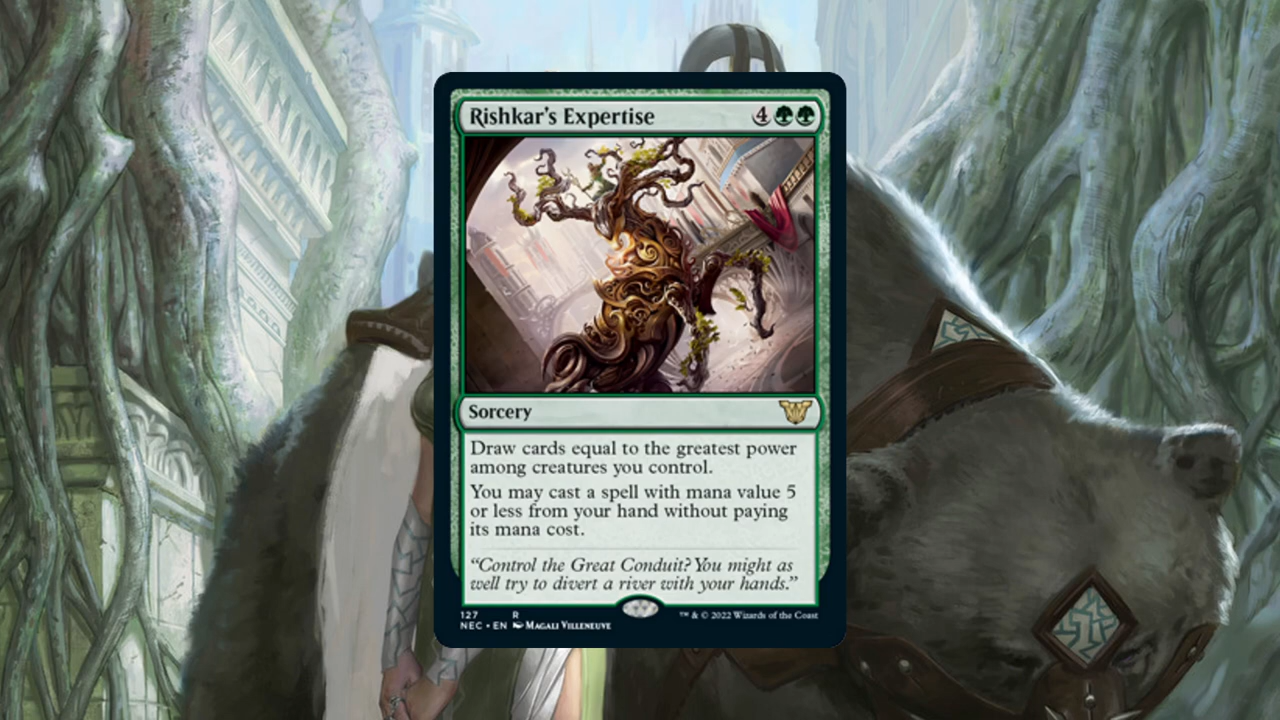 Rishkar's Expertise 4
Sorcery
Draw cards equal to the greatest power
among creatures you control.
You may cast a spell with mana value 5
or less from your hand without paying
its mana cost.
“Control the Great Conduit? You might as
well try to divert a river with your hands.”
127 R
NEC • EN Magali Villeneuve
™ & © 2022 Wizards of the Coast